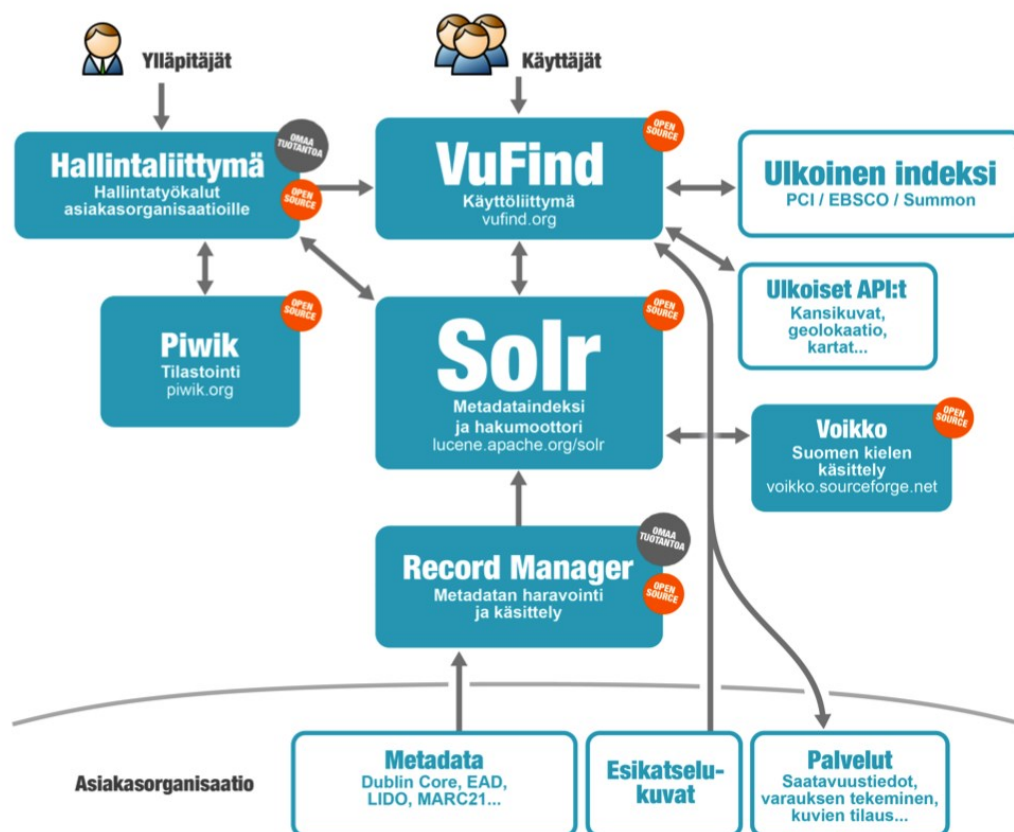 Ylläpitäjät
Käyttäjät
OMAA
TUOTANTOA
Hallintaliittymä
Hallintatyökalut
asiakasorganisaatioille
OPEN
SOURCE
OPEN
SOURCE
VuFind
Käyttöliittymä
vufind.org
Ulkoinen indeksi
PCI / EBSCO / Summon
Ulkoiset API:t
Kansikuvat,
geolokaatio,
kartat...
OPEN
SOURCE
Piwik
Tilastointi
piwik.org
OPEN
SOURCE
Solr
Metadataindeksi
ja hakumoottori
lucene.apache.org/solr
OPEN
SOURCE
Voikko
Suomen kielen
käsittely
voikko.sourceforge.net
OMAA
TUOTANTOA
Record Manager
Metadatan haravointi
ja käsittely
OPEN
SOURCE
Asiakasorganisaatio
Metadata
Dublin Core, EAD,
LIDO, MARC21...
Esikatselu-
kuvat
Palvelut
Saatavuustiedot,
varauksen tekeminen,
kuvien tilaus...